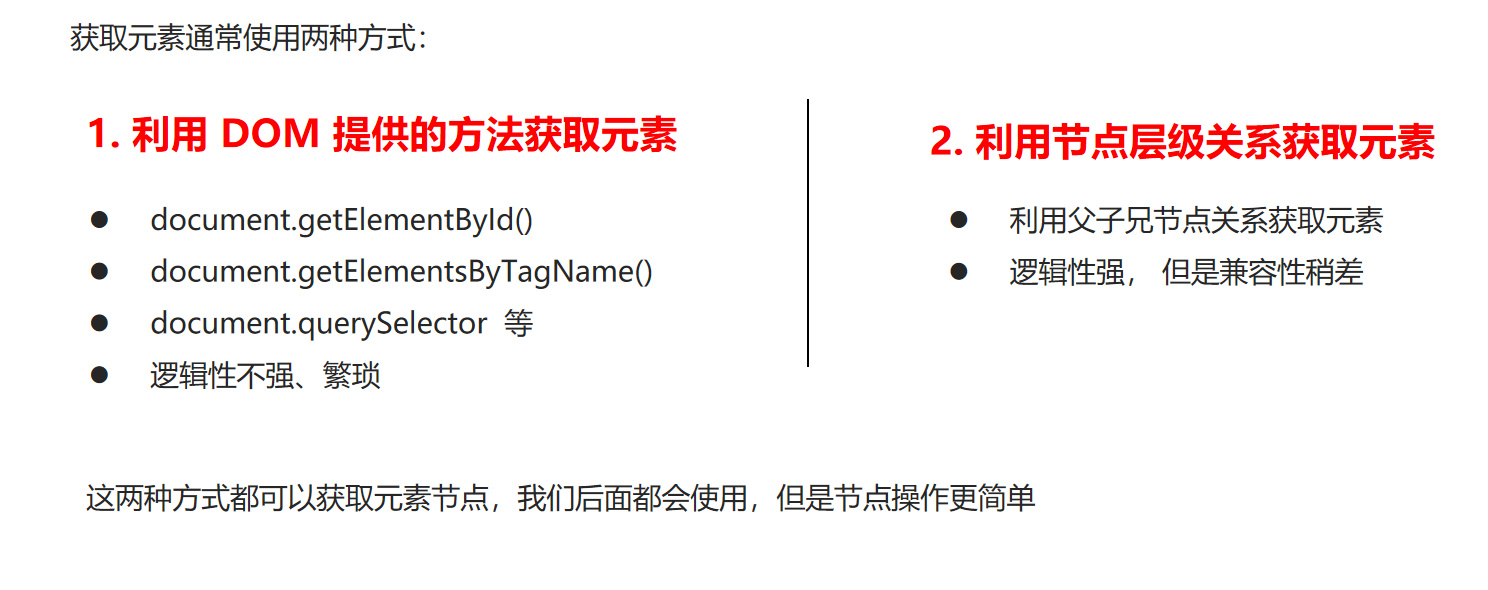 获取元素通常使用两种方式：
1. 利用 DOM 提供的方法获取元素
● document.getElementById()
● document.getElementsByTagName()
● document.querySelector 等
● 逻辑性不强、繁琐
2. 利用节点层级关系获取元素
● 利用父子兄节点关系获取元素
● 逻辑性强， 但是兼容性稍差
这两种方式都可以获取元素节点，我们后面都会使用，但是节点操作更简单